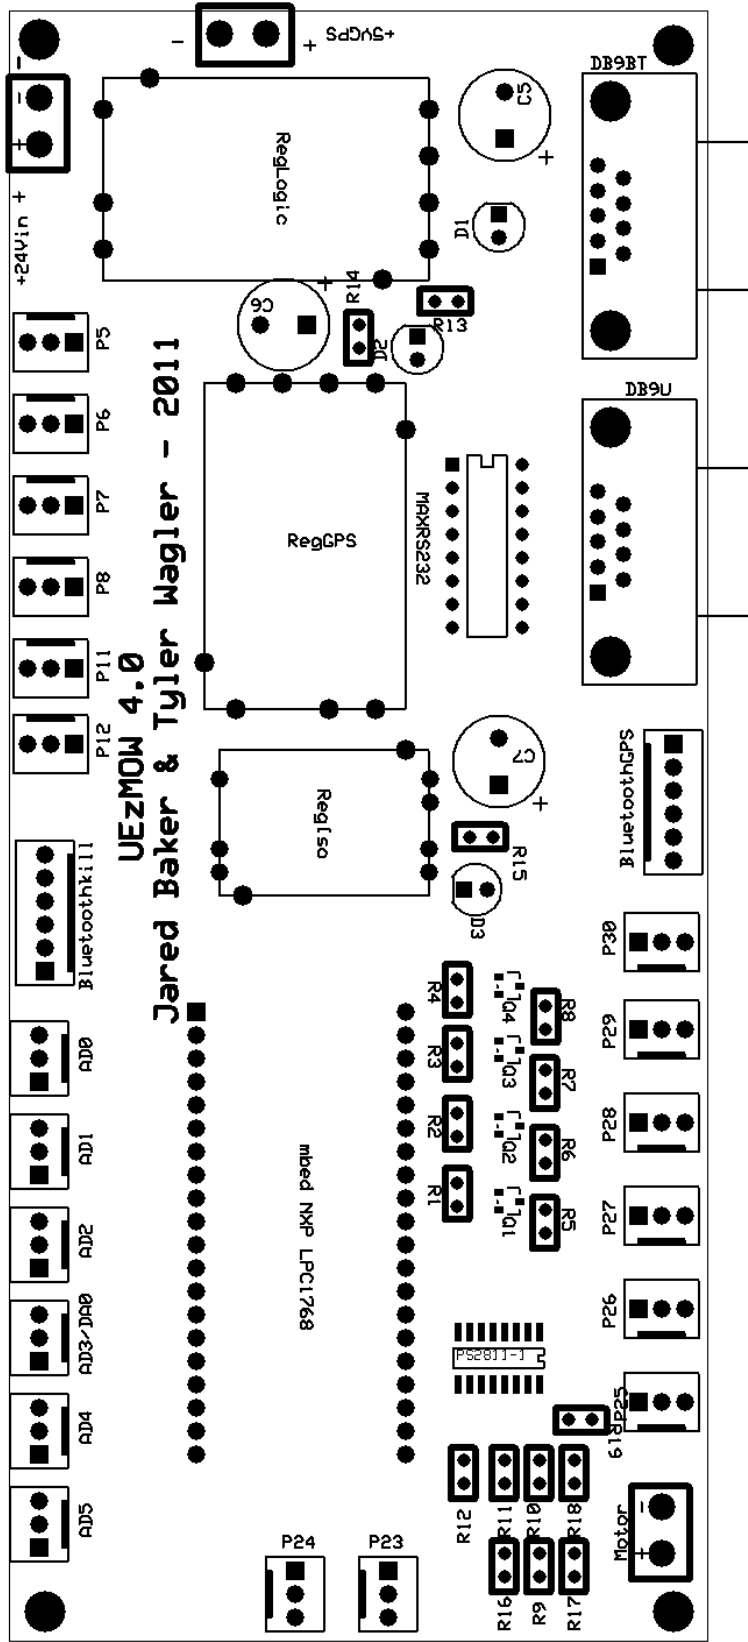 +5VGPS
-
+
-
-
+
+24Vin +
DB9BT
C5
+
RegLogic
D1
C6
+
R14
R13
D2
P5
P6
P7
P8
P11
P12
DB9U
MAXRS232
RegGPS
UEzMOW 4.0
Jared Baker & Tyler Wagler - 2011
C7
+
RegIso
R15
D3
BluetoothGPS
Bluetoothkill
P30
P29
P28
P27
P26
P25
AD0
AD1
AD2
AD3/DA0
AD4
AD5
R4
R3
R2
R1
Q4
Q3
Q2
Q1
R8
R7
R6
R5
mbed NXP LPC1768
PS2811-1
R19
R12
R11
R10
R18
R16
R9
R17
Motor
-
+
P24
P23